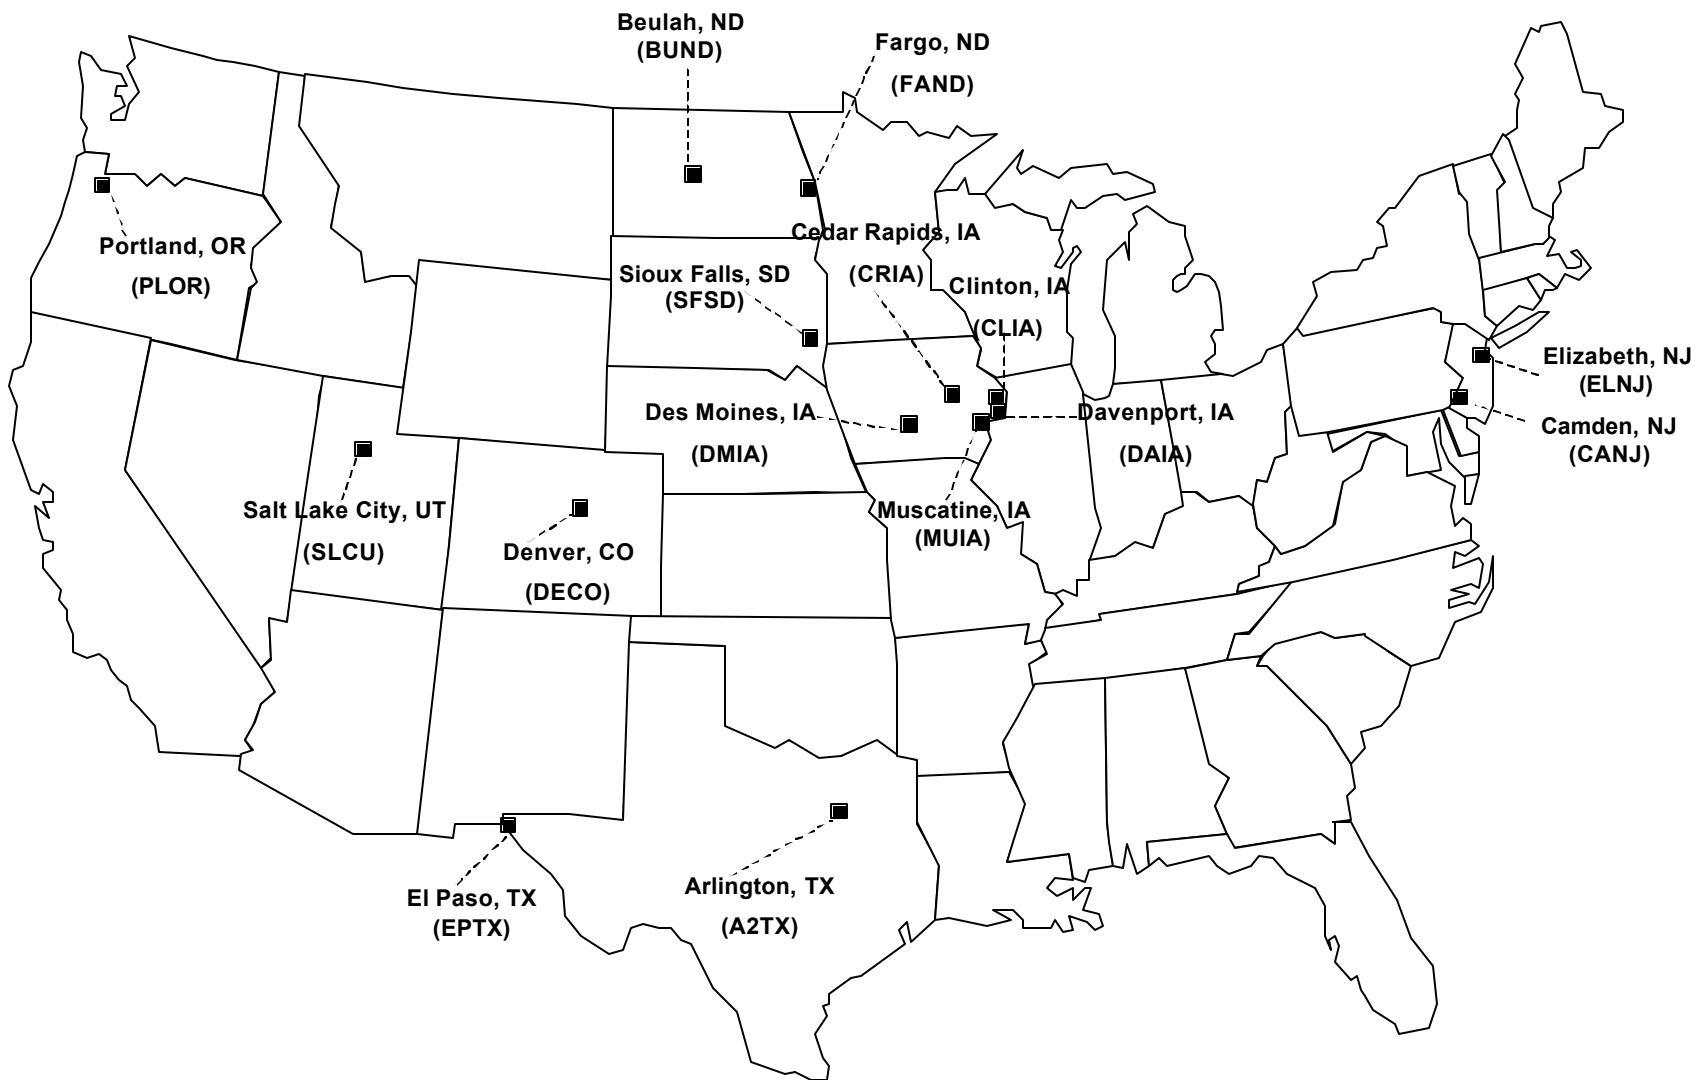 Beulah, ND
(BUND)
Fargo, ND
(FAND)
Portland, OR
(PLOR)
Cedar Rapids, IA
(CRIA)
Sioux Falls, SD
(SFSD)
Clinton, IA
(CLIA)
Elizabeth, NJ
(ELNJ)
Des Moines, IA
(DMIA)
Davenport, IA
(DAIA)
Camden, NJ
(CANJ)
Salt Lake City, UT
(SLCU)
Denver, CO
(DECO)
Muscatine, IA
(MUIA)
El Paso, TX
(EPTX)
Arlington, TX
(A2TX)